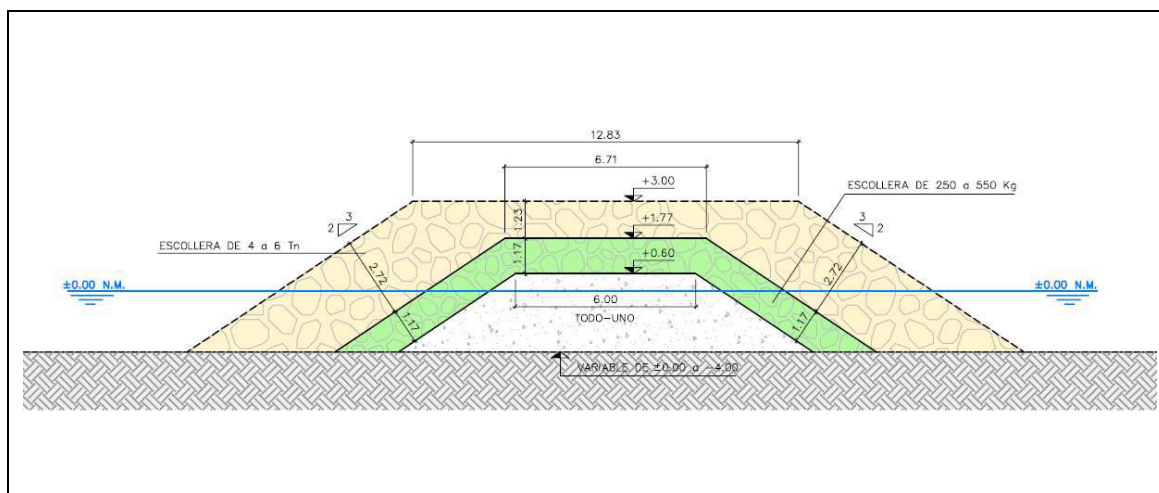 12.83
6.71
+3.00
ESCOLLERA DE 250 a 550 Kg
3
2
3
2
1.23
+1.77
ESCOLLERA DE 4 a 6 Tn
1.17
+0.60
2.72
2.72
±0.00 N.M.
±0.00 N.M.
6.00
1.17
TODO-UNO
1.17
VARIABLE DE ±0.00 a -4.00